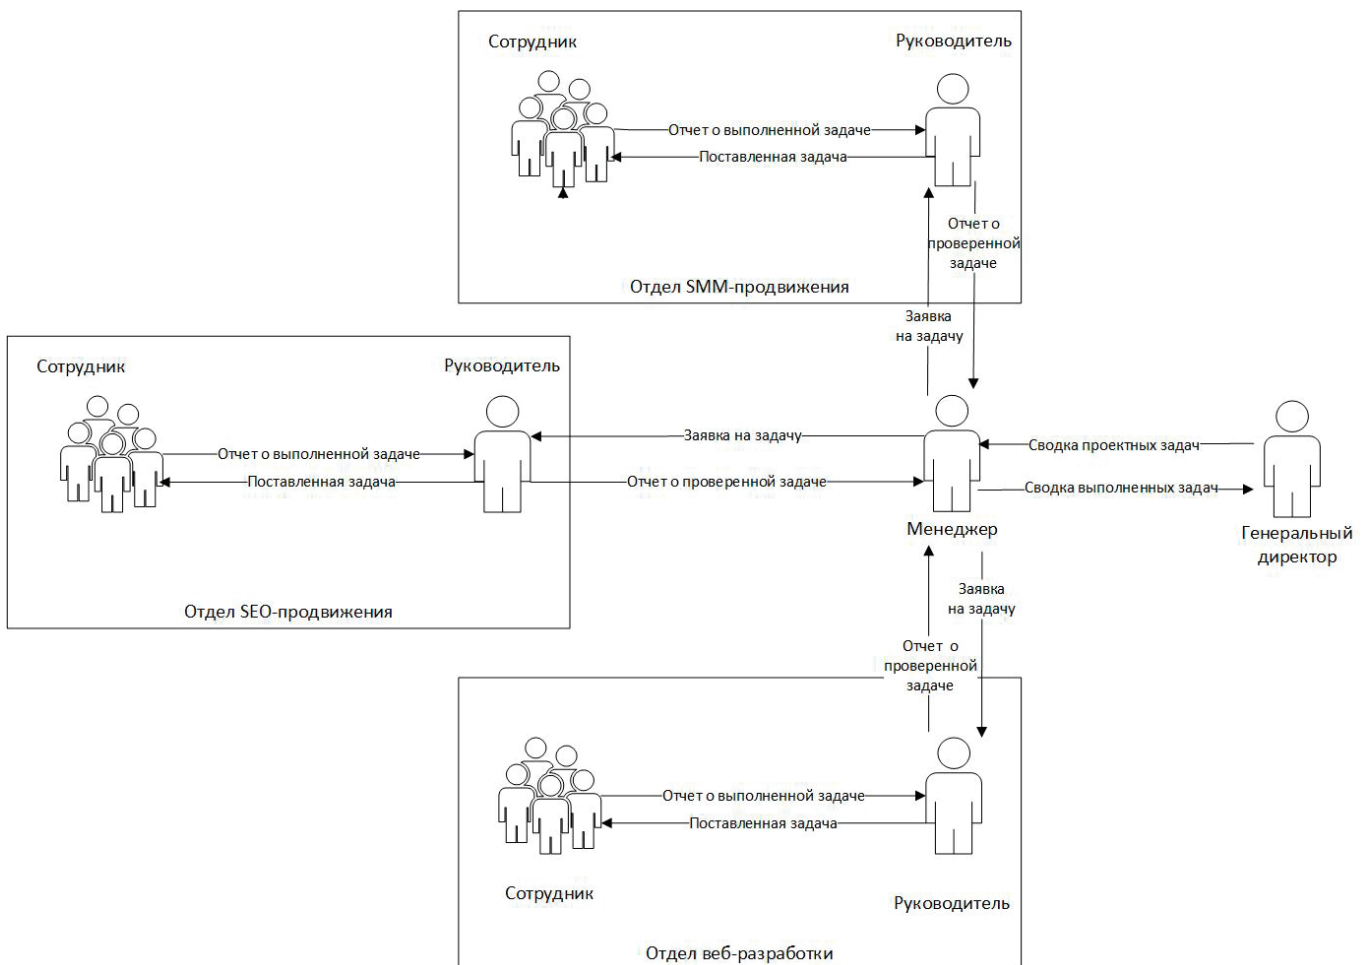 Сотрудник
Руководитель
Отчет о выполненной задаче
Поставленная задача
Отчет о
проверенной
задаче
Отдел SMM-продвижения
Заявка
на задачу
Сотрудник
Руководитель
Отчет о выполненной задаче
Поставленная задача
Отдел SEO-продвижения
Заявка на задачу
Отчет о проверенной задаче
Менеджер
Сводка проектных задач
Сводка выполненных задач
Генеральный
директор
Заявка
на задачу
Отчет о
проверенной
задаче
Отчет о выполненной задаче
Поставленная задача
Сотрудник
Руководитель
Отдел веб-разработки